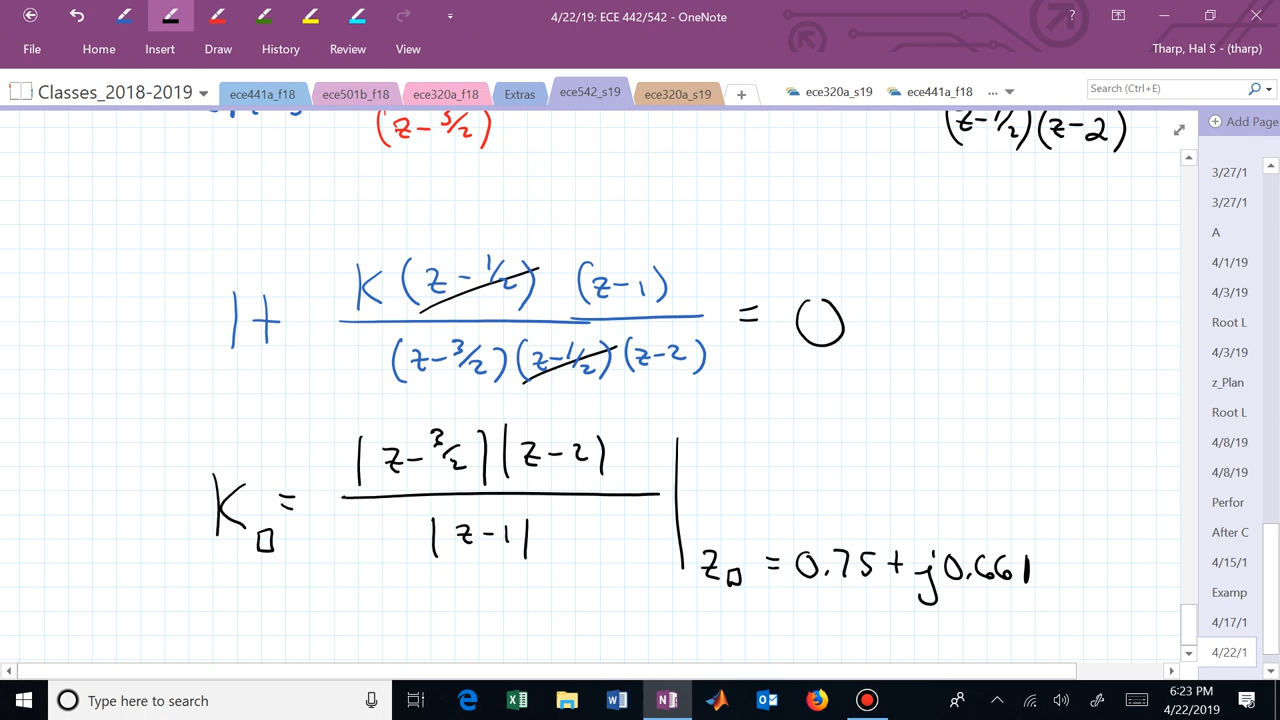 4/22/19: ECE 442/542 - OneNote
?
File Home Insert Draw History Review View
Tharp, Hal S - (tharp)
Classes_2018-2019 ece441a_f18 ece501b_f18 ece320a_f18 Extras ece542_s19 ece320a_s19 + ece320a_s19 ece441a_f18 ... Search (Ctrl+E)
(z-3/2)
(z-1/2)(z-2)
Add Page
3/27/1
3/27/1
A
4/1/19
4/3/19
Root L
4/3/19
z_Plan
Root L
4/8/19
4/8/19
Perfor
After C
4/15/1
Examp
4/17/1
4/22/1
K(z-1/2) (z-1)
1+ = 0
(z-3/2)(z-1/2)(z-2)
|z-3/2||z-2|
K□ =
|z-1|
z□ = 0.75+j0.661
Type here to search
6:23 PM
4/22/2019